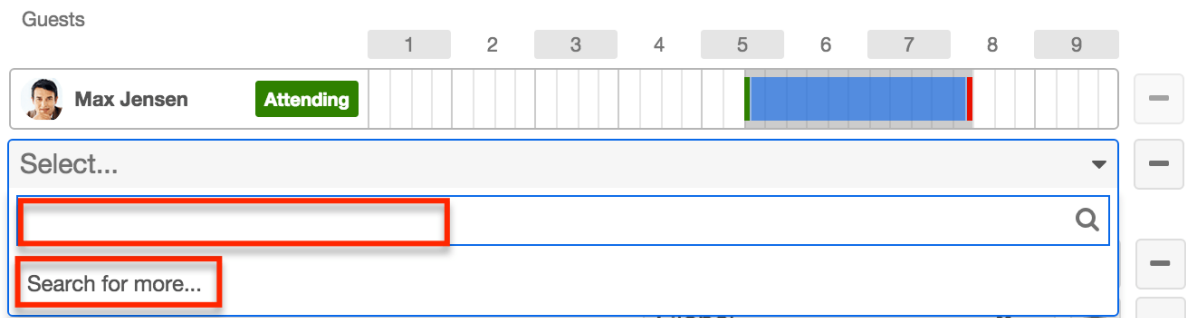 Guests
1 2 3 4 5 6 7 8 9
Max Jensen Attending
Select...
Search for more...